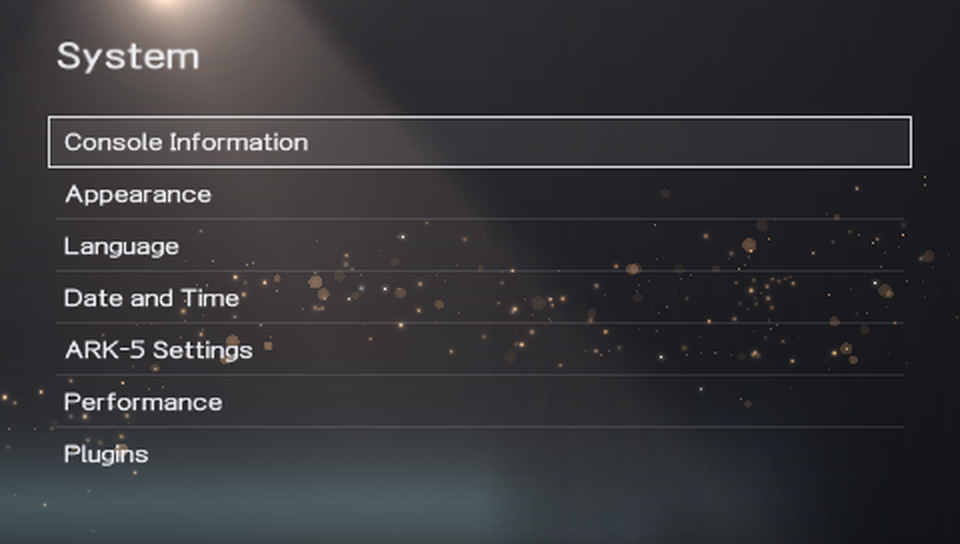 System
Console Information
Appearance
Language
Date and Time
ARK-5 Settings
Performance
Plugins